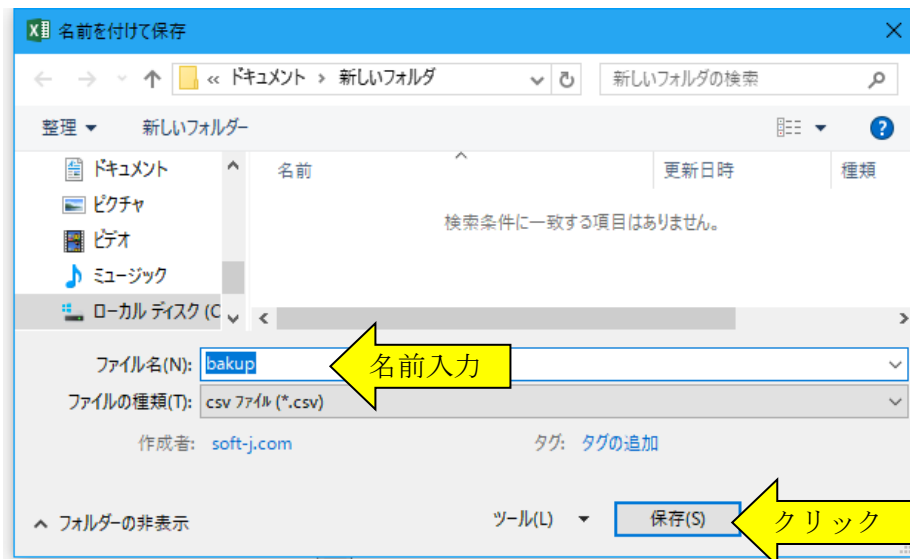 名前を付けて保存
« ドキュメント › 新しいフォルダ 新しいフォルダの検索
整理 新しいフォルダー
ドキュメント
ピクチャ
ビデオ
ミュージック
ローカル ディスク (C
名前 更新日時 種類
検索条件に一致する項目はありません。
ファイル名(N): bakup
名前入力
ファイルの種類(T): csv ファイル (*.csv)
作成者: soft-j.com タグ: タグの追加
フォルダーの非表示 ツール(L) 保存(S)
クリック